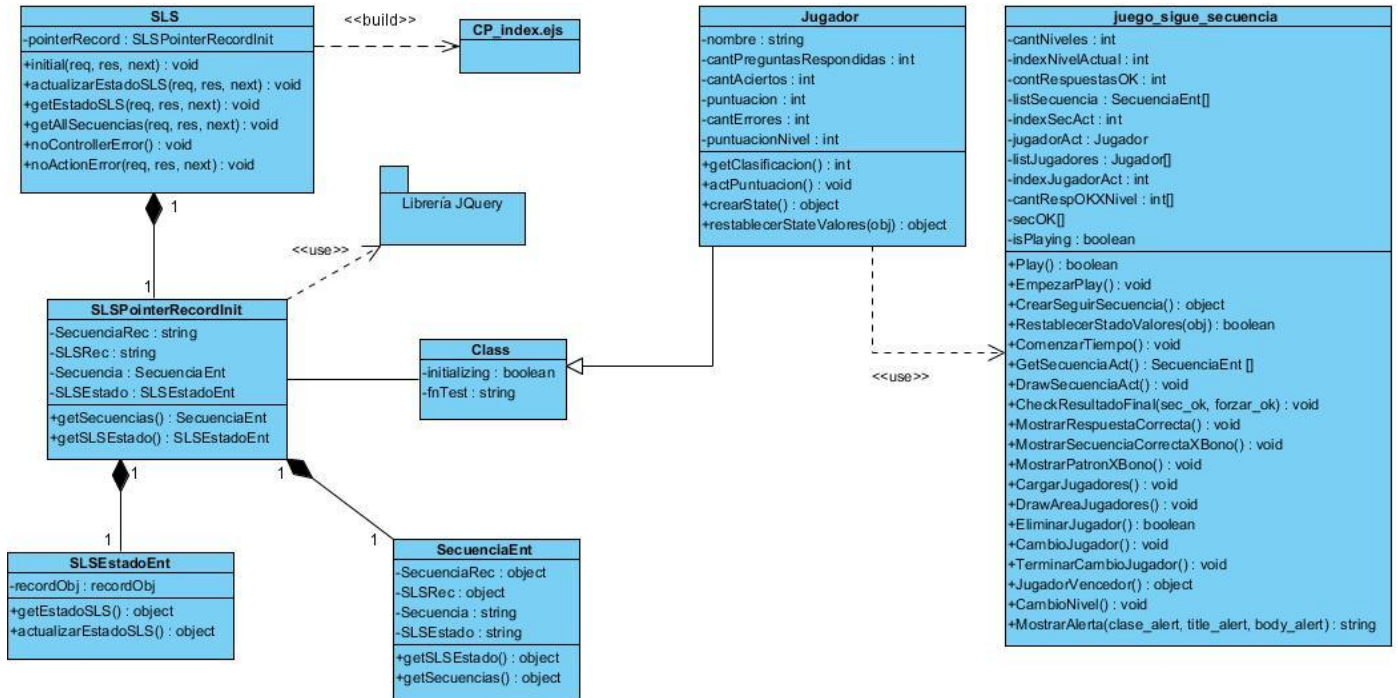 SLS
-pointerRecord : SLSPointerRecordInit
+initial(req, res, next) : void
+actualizarEstadoSLS(req, res, next) : void
+getEstadoSLS(req, res, next) : void
+getAllSecuencias(req, res, next) : void
+noControllerError() : void
+noActionError(req, res, next) : void
<<build>>
CP_index.ejs
1
1
Librería JQuery
<<use>>
SLSPointerRecordInit
-SecuenciaRec : string
-SLSRec : string
-Secuencia : SecuenciaEnt
-SLSEstado : SLSEstadoEnt
+getSecuencias() : SecuenciaEnt
+getSLSEstado() : SLSEstadoEnt
1
1
1
1
SLSEstadoEnt
-recordObj : recordObj
+getEstadoSLS() : object
+actualizarEstadoSLS() : object
SecuenciaEnt
-SecuenciaRec : object
-SLSRec : object
-Secuencia : string
-SLSEstado : string
+getSLSEstado() : object
+getSecuencias() : object
Class
-initializing : boolean
-fnTest : string
Jugador
-nombre : string
-cantPreguntasRespondidas : int
-cantAciertos : int
-puntuacion : int
-cantErrores : int
-puntuacionNivel : int
+getClasificacion() : int
+actPuntuacion() : void
+crearState() : object
+restablecerStateValores(obj) : object
<<use>>
juego_sigue_secuencia
-cantNiveles : int
-indexNivelActual : int
-contRespuestasOK : int
-listSecuencia : SecuenciaEnt[]
-indexSecAct : int
-jugadorAct : Jugador
-listJugadores : Jugador[]
-indexJugadorAct : int
-cantRespOKXNivel : int[]
-secOK[]
-isPlaying : boolean
+Play() : boolean
+EmpezarPlay() : void
+CrearSeguirSecuencia() : object
+RestablecerStadoValores(obj) : boolean
+ComenzarTiempo() : void
+GetSecuenciaAct() : SecuenciaEnt []
+DrawSecuenciaAct() : void
+CheckResultadoFinal(sec_ok, forzar_ok) : void
+MostrarRespuestaCorrecta() : void
+MostrarSecuenciaCorrectaXBono() : void
+MostrarPatronXBono() : void
+CargarJugadores() : void
+DrawAreaJugadores() : void
+EliminarJugador() : boolean
+CambioJugador() : void
+TerminarCambioJugador() : void
+JugadorVencedor() : object
+CambioNivel() : void
+MostrarAlerta(clase_alert, title_alert, body_alert) : string